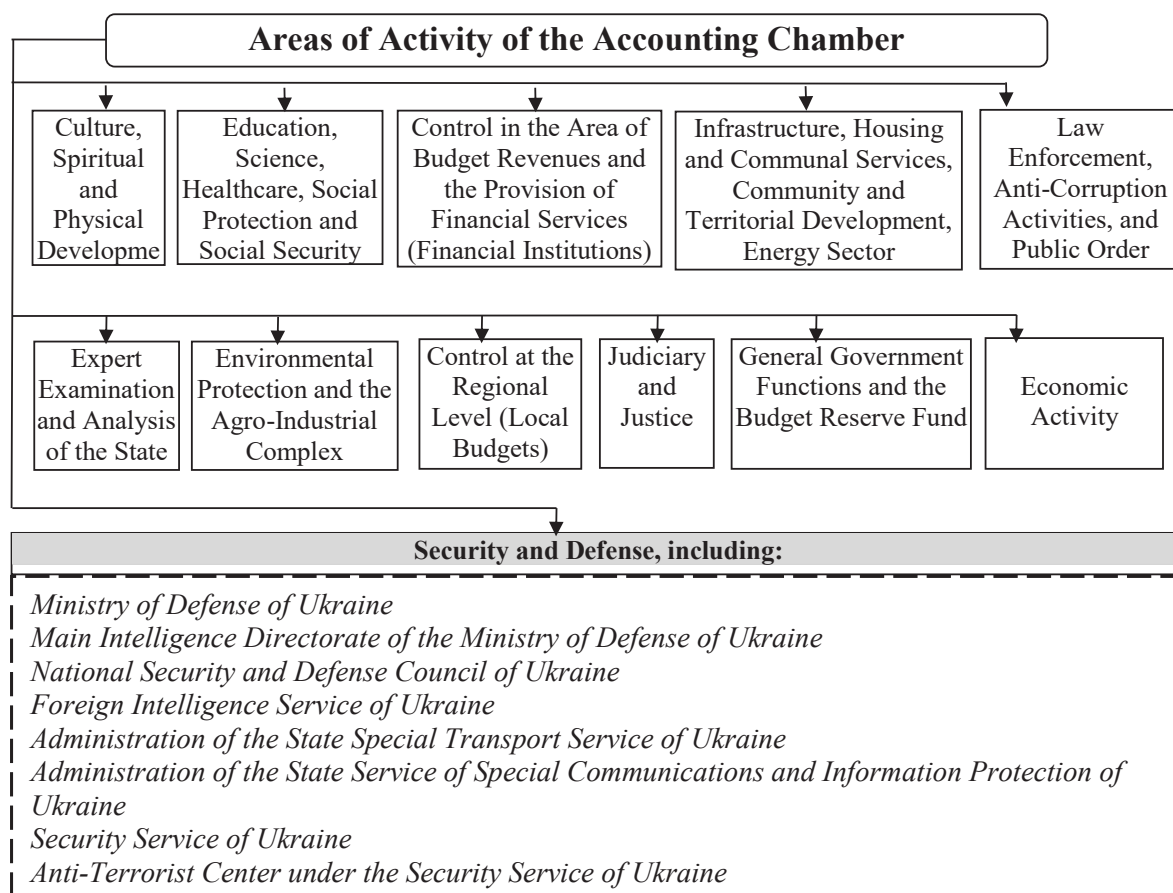 Areas of Activity of the Accounting Chamber
Culture,
Spiritual
and
Physical
Developme
Education,
Science,
Healthcare, Social
Protection and
Social Security
Control in the Area of
Budget Revenues and
the Provision of
Financial Services
(Financial Institutions)
Infrastructure, Housing
and Communal Services,
Community and
Territorial Development,
Energy Sector
Law
Enforcement,
Anti-Corruption
Activities, and
Public Order
Expert
Examination
and Analysis
of the State
Environmental
Protection and the
Agro-Industrial
Complex
Control at the
Regional
Level (Local
Budgets)
Judiciary
and
Justice
General Government
Functions and the
Budget Reserve Fund
Economic
Activity
Security and Defense, including:
Ministry of Defense of Ukraine
Main Intelligence Directorate of the Ministry of Defense of Ukraine
National Security and Defense Council of Ukraine
Foreign Intelligence Service of Ukraine
Administration of the State Special Transport Service of Ukraine
Administration of the State Service of Special Communications and Information Protection of
Ukraine
Security Service of Ukraine
Anti-Terrorist Center under the Security Service of Ukraine